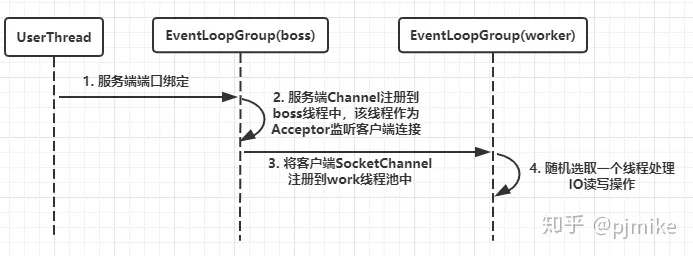 UserThread
EventLoopGroup(boss)
EventLoopGroup(worker)
1. 服务端端口绑定
2. 服务端Channel注册到
boss线程中，该线程作为
Acceptor监听客户端连接
3. 将客户端SocketChannel
注册到work线程池中
4. 随机选取一个线程处理
IO读写操作
知乎 @pjmike